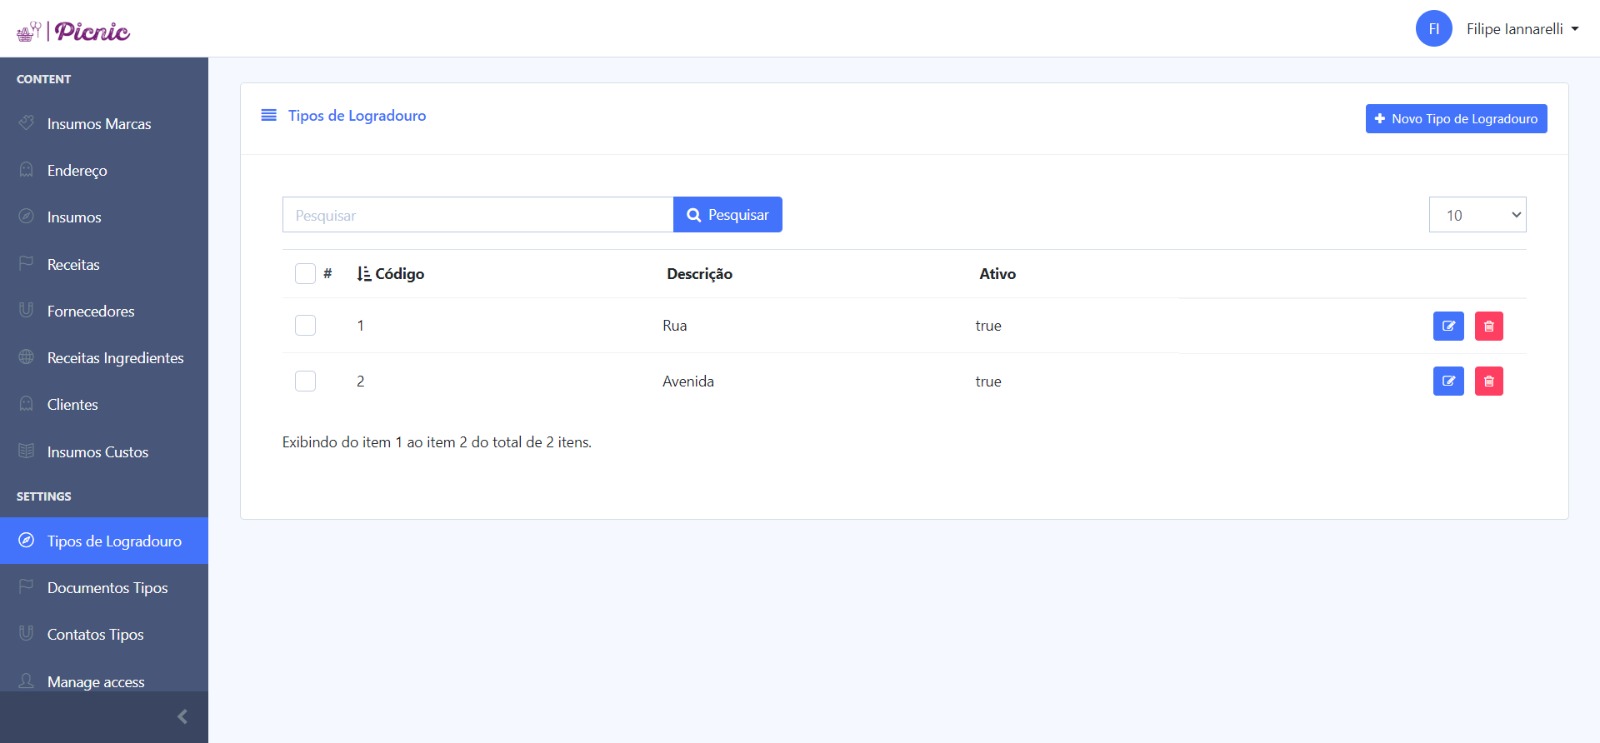 Picnic
FI
Filipe Iannarelli
CONTENT
Insumos Marcas
Endereço
Insumos
Receitas
Fornecedores
Receitas Ingredientes
Clientes
Insumos Custos
SETTINGS
Tipos de Logradouro
Documentos Tipos
Contatos Tipos
Manage access
Tipos de Logradouro
Novo Tipo de Logradouro
Pesquisar
Pesquisar
10
# Código Descrição Ativo
1 Rua true
2 Avenida true
Exibindo do item 1 ao item 2 do total de 2 itens.